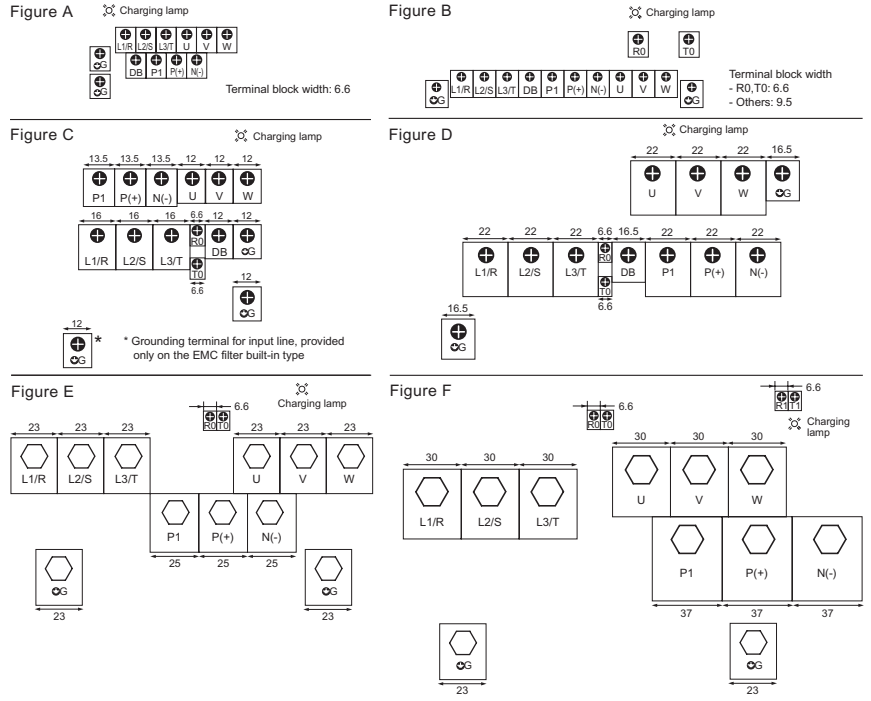 Figure A
Charging lamp
L1/R L2/S L3/T U V W
G
DB P1 P(+) N(-)
G
Terminal block width: 6.6
Figure B
Charging lamp
R0 T0
L1/R L2/S L3/T DB P1 P(+) N(-) U V W
G G
Terminal block width
- R0,T0: 6.6
- Others: 9.5
Figure C
Charging lamp
13.5 13.5 13.5 12 12 12
P1 P(+) N(-) U V W
16 16 16 6.6 12 12
R0
L1/R L2/S L3/T DB G
T0
6.6
12
G
12
G
*
* Grounding terminal for input line, provided
only on the EMC filter built-in type
Figure D
Charging lamp
22 22 22 16.5
U V W G
22 22 22 6.6 16.5 22 22 22
R0
L1/R L2/S L3/T DB P1 P(+) N(-)
T0
6.6
16.5
G
Figure E
Charging lamp
6.6
R0 T0
23 23 23 23 23 23
L1/R L2/S L3/T U V W
P1 P(+) N(-)
25 25 25
G G
23 23
Figure F
6.6
R1 T1
Charging
lamp
6.6
R0 T0
30 30 30 30 30 30
U V W
L1/R L2/S L3/T
P1 P(+) N(-)
37 37 37
G G
23 23